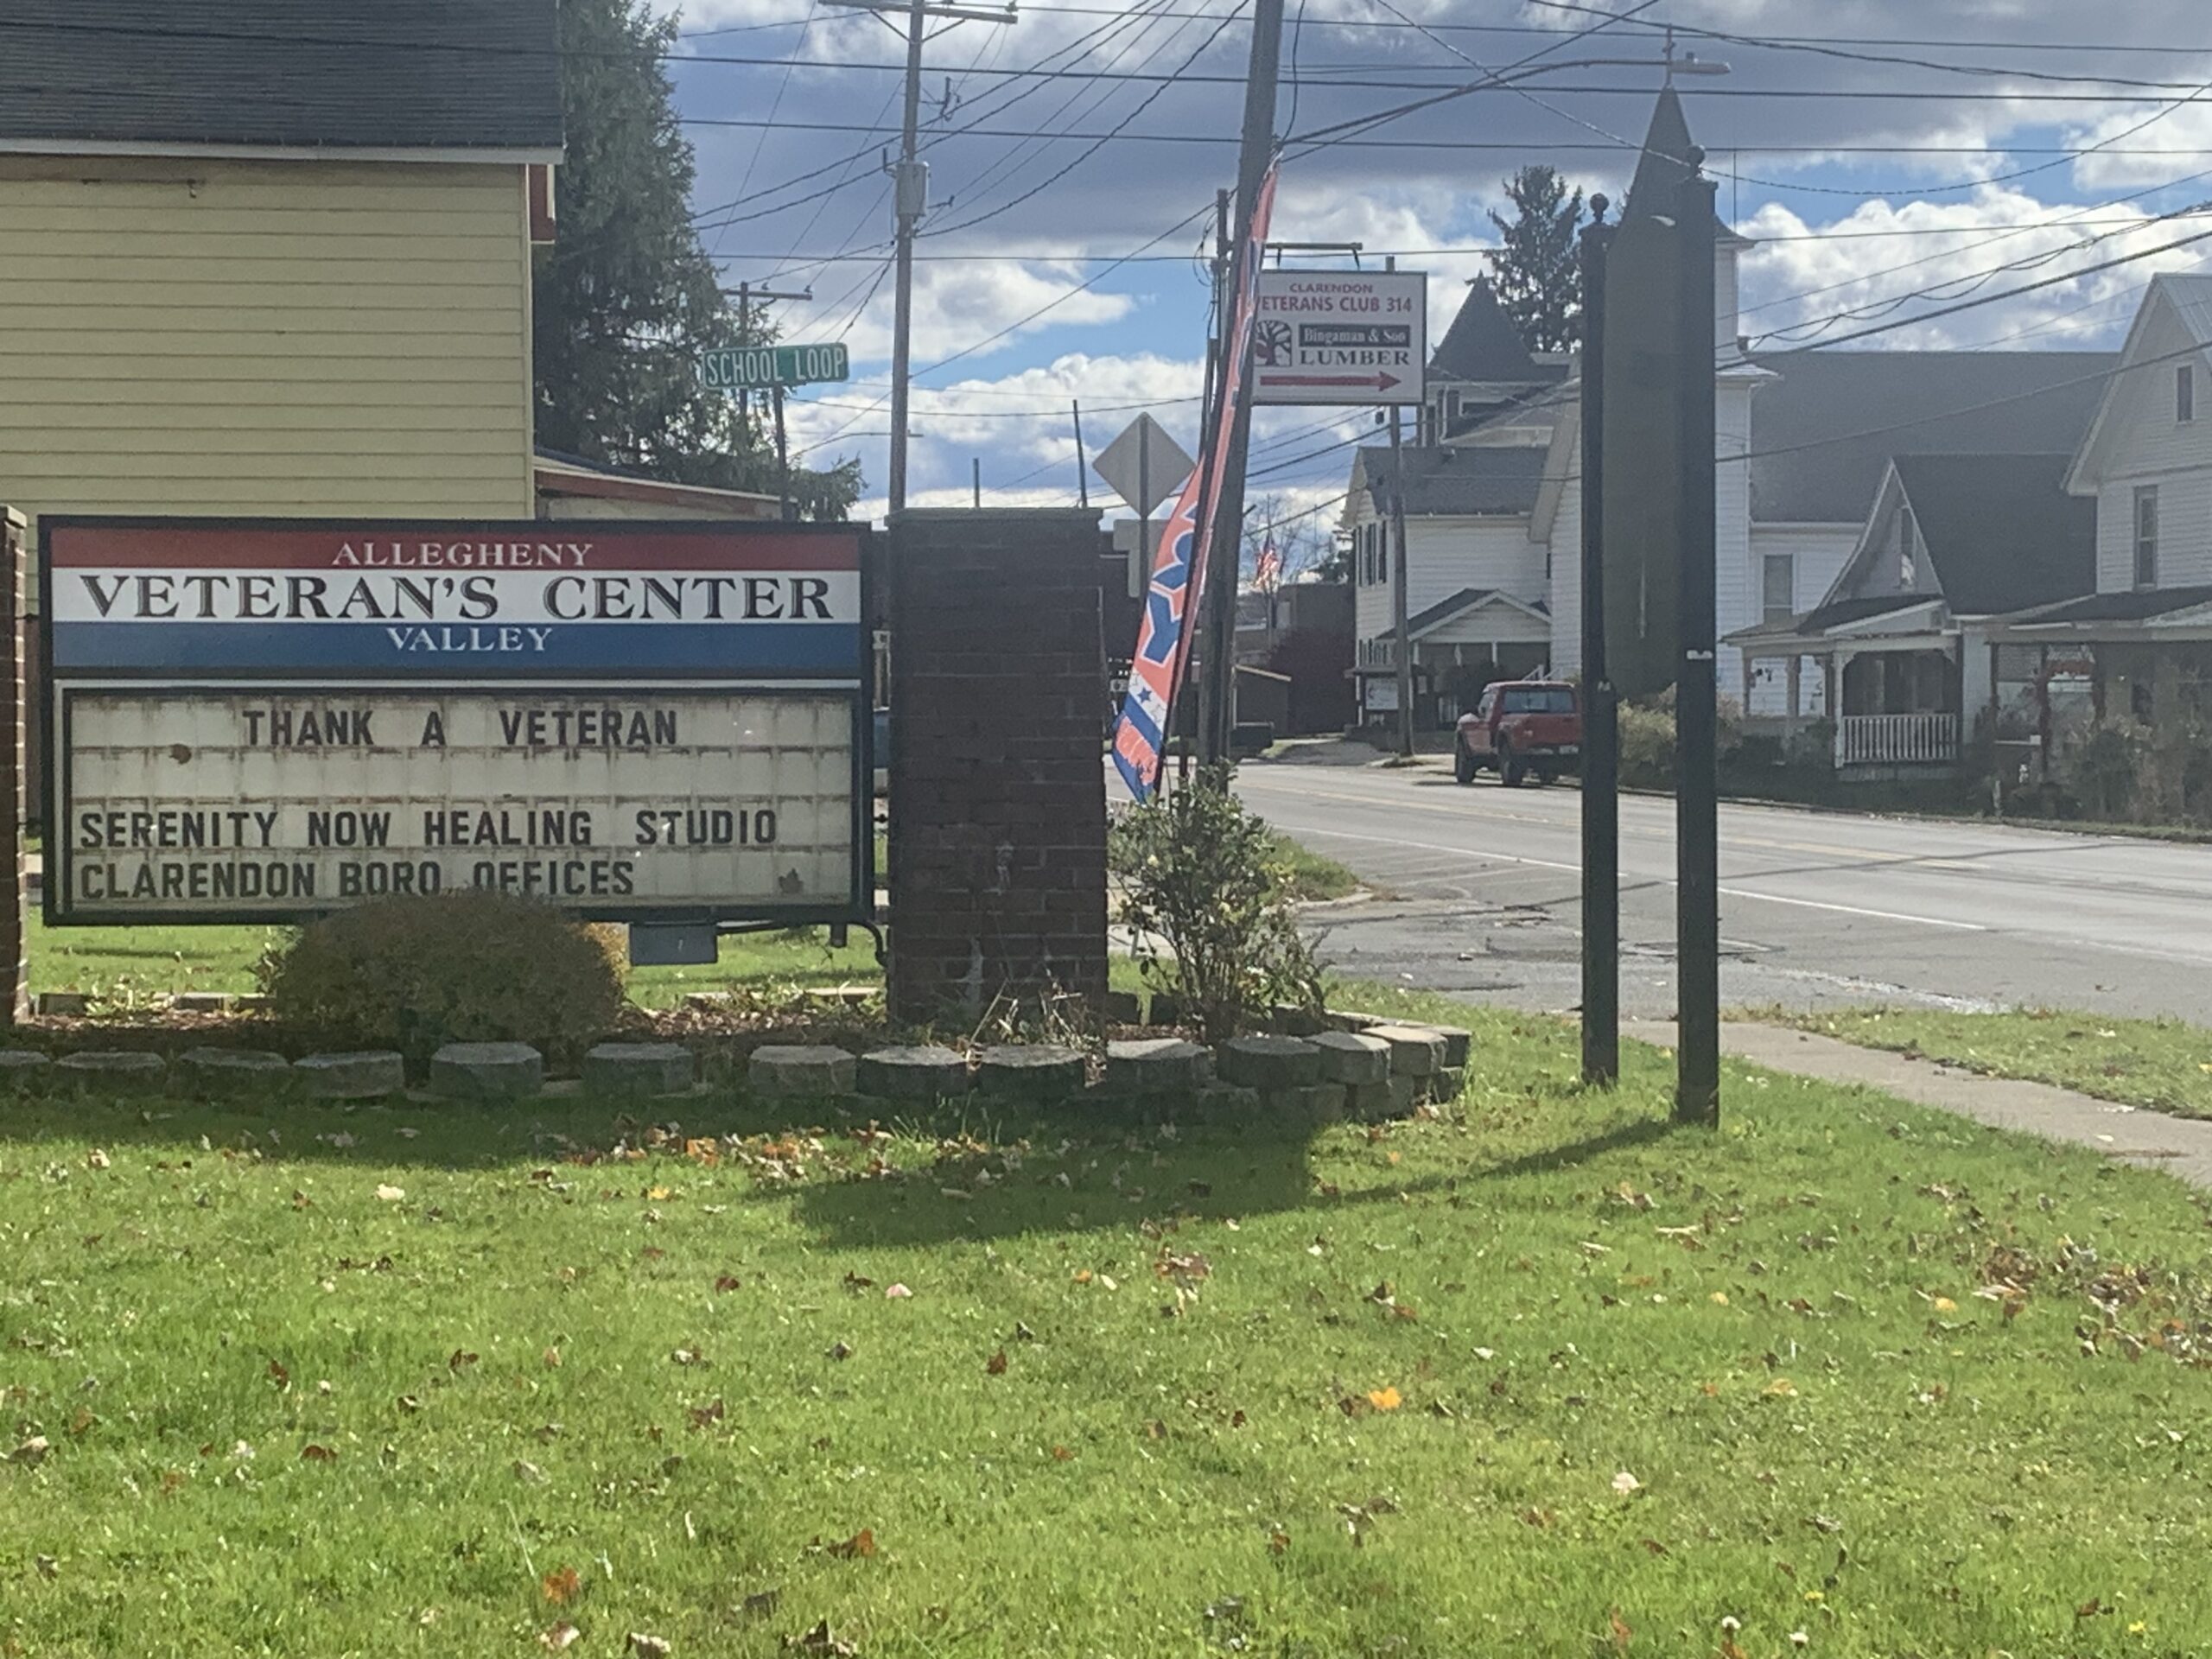 ALLEGHENY
VETERAN'S CENTER
VALLEY
THANK A VETERAN
SERENITY NOW HEALING STUDIO
CLARENDON BORO OFFICES
SCHOOL LOOP
CLARENDON
VETERANS CLUB 314
Bingaman & Son
LUMBER